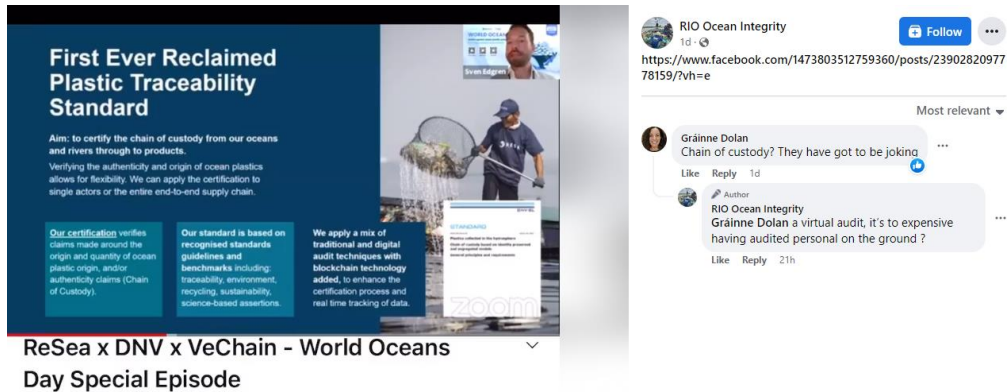 First Ever Reclaimed
Plastic Traceability
Standard
Aim: to certify the chain of custody from our oceans
and rivers through to products.
Verifying the authenticity and origin of ocean plastics
allows for flexibility. We can apply the certification to
single actors or the entire end-to-end supply chain.
Our certification verifies
claims made around the
origin and quantity of ocean
plastic origin, and/or
authenticity claims (Chain
of Custody).
Our standard is based on
recognised standards
guidelines and
benchmarks including:
traceability, environment,
recycling, sustainability,
science-based assertions.
We apply a mix of
traditional and digital
audit techniques with
blockchain technology
added, to enhance the
certification process and
real time tracking of data.
WORLD OCEAN
Sven Edgren
STANDARD
zoom
ReSea x DNV x VeChain - World Oceans
Day Special Episode
RIO Ocean Integrity
1d
Follow
https://www.facebook.com/1473803512759360/posts/23902820977
78159/?vh=e
Most relevant
Gráinne Dolan
Chain of custody? They have got to be joking
Like Reply 1d
Author
RIO Ocean Integrity
Gráinne Dolan a virtual audit, it's to expensive
having audited personal on the ground ?
Like Reply 21h